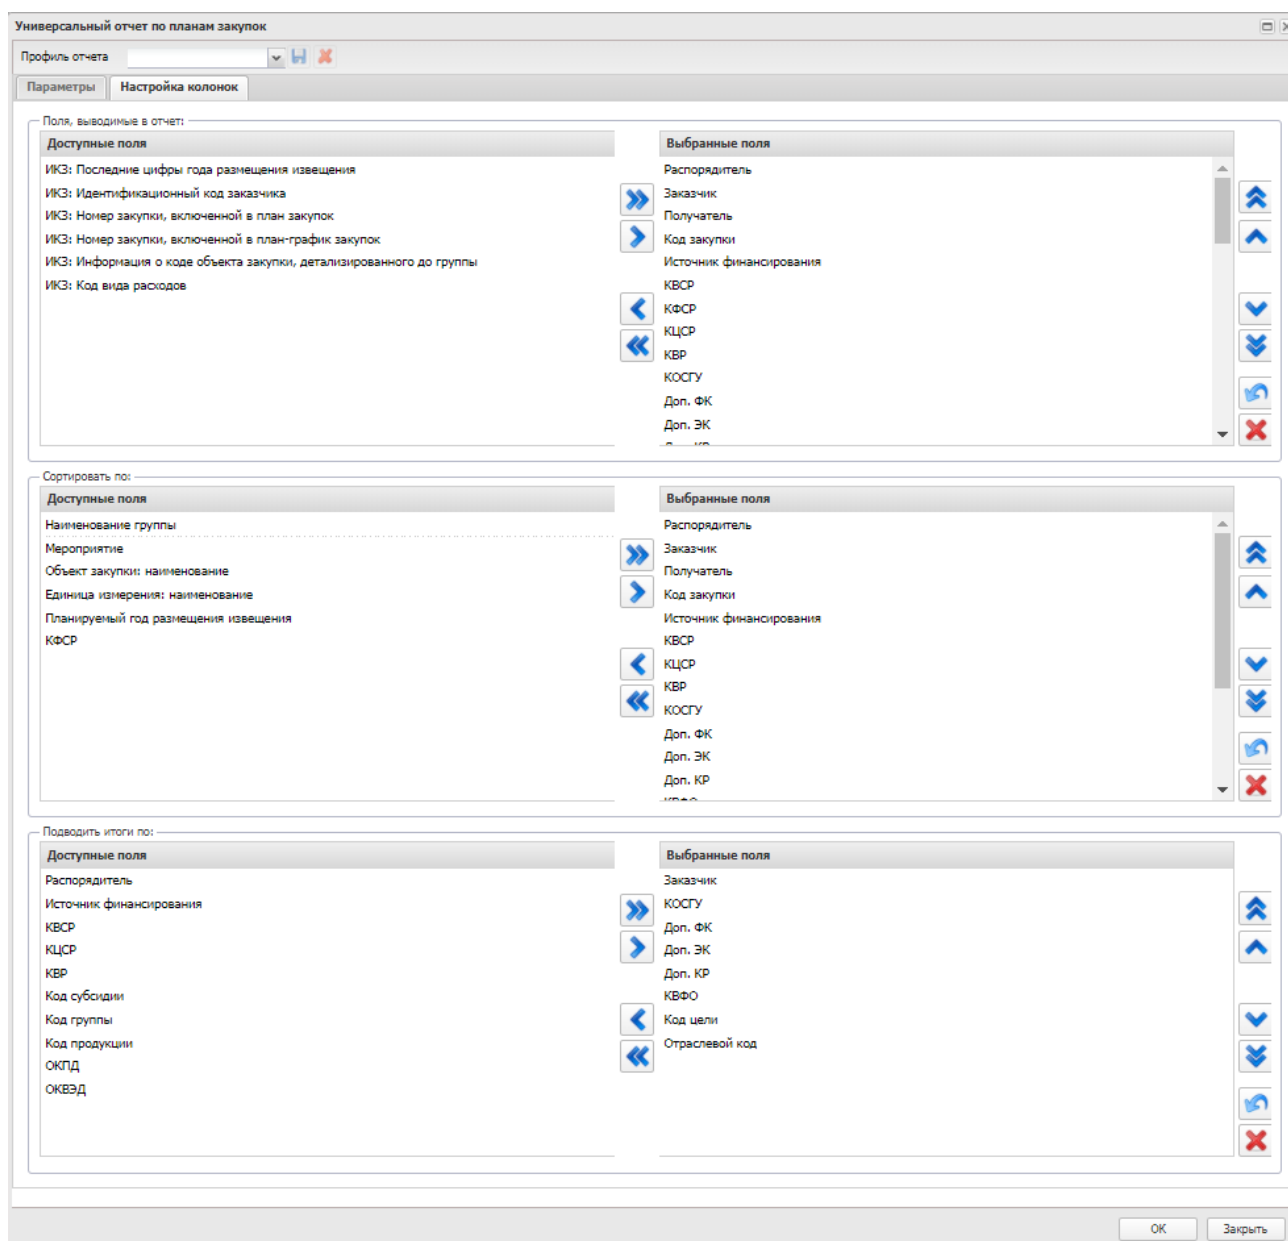 Универсальный отчет по планам закупок
Профиль отчета
Параметры
Настройка колонок
Поля, выводимые в отчет:
Доступные поля
ИКЗ: Последние цифры года размещения извещения
ИКЗ: Идентификационный код заказчика
ИКЗ: Номер закупки, включенной в план закупок
ИКЗ: Номер закупки, включенной в план-график закупок
ИКЗ: Информация о коде объекта закупки, детализированного до группы
ИКЗ: Код вида расходов
Выбранные поля
Распорядитель
Заказчик
Получатель
Код закупки
Источник финансирования
КВСР
КФСР
КЦСР
КВР
КОСГУ
Доп. ФК
Доп. ЭК
Сортировать по:
Доступные поля
Наименование группы
Мероприятие
Объект закупки: наименование
Единица измерения: наименование
Планируемый год размещения извещения
КФСР
Выбранные поля
Распорядитель
Заказчик
Получатель
Код закупки
Источник финансирования
КВСР
КЦСР
КВР
КОСГУ
Доп. ФК
Доп. ЭК
Доп. КР
Подводить итоги по:
Доступные поля
Распорядитель
Источник финансирования
КВСР
КЦСР
КВР
Код субсидии
Код группы
Код продукции
ОКПД
ОКВЭД
Выбранные поля
Заказчик
КОСГУ
Доп. ФК
Доп. ЭК
Доп. КР
КВФО
Код цели
Отраслевой код
ОК
Закрыть